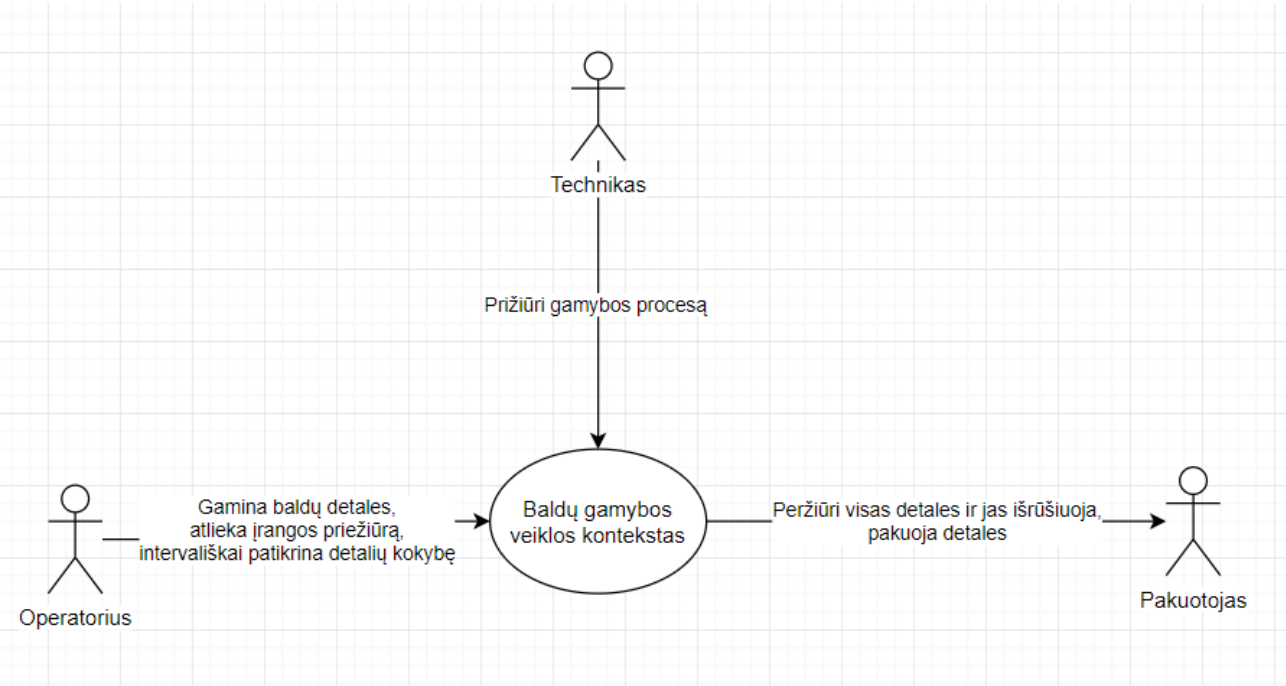 Technikas
Prižiūri gamybos procesą
Gamina baldų detales,
atlieka įrangos priežiūrą,
intervališkai patikrina detalių kokybę
Baldų gamybos
veiklos kontekstas
Peržiūri visas detales ir jas išrūšiuoja,
pakuoja detales
Operatorius
Pakuotojas